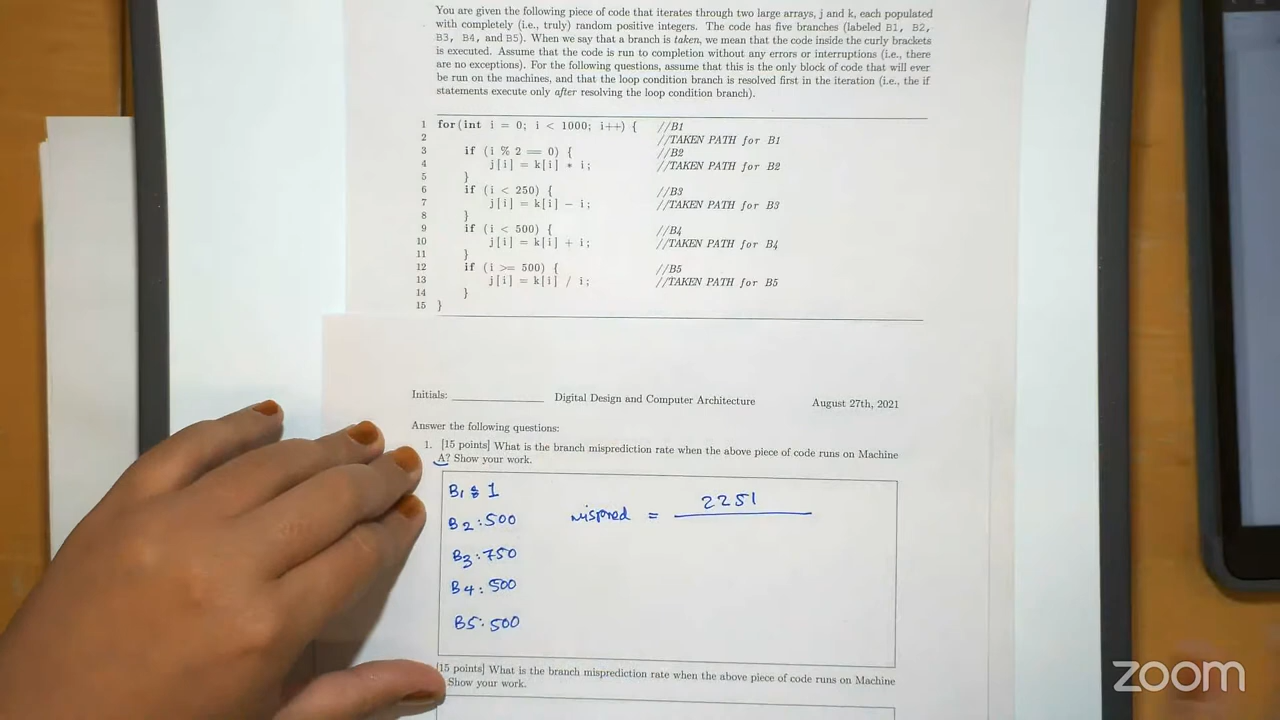 You are given the following piece of code that iterates through two large arrays, j and k, each populated
with completely (i.e., truly) random positive integers. The code has five branches (labeled B1, B2,
B3, B4, and B5). When we say that a branch is taken, we mean that the code inside the curly brackets
is executed. Assume that the code is run to completion without any errors or interruptions (i.e., there
are no exceptions). For the following questions, assume that this is the only block of code that will ever
be run on the machines, and that the loop condition branch is resolved first in the iteration (i.e., the if
statements execute only after resolving the loop condition branch).
1 for(int i = 0; i < 1000; i++) { //B1
2 //TAKEN PATH for B1
3 if (i % 2 == 0) { //B2
4 j[i] = k[i] * i; //TAKEN PATH for B2
5 }
6 if (i < 250) { //B3
7 j[i] = k[i] - i; //TAKEN PATH for B3
8 }
9 if (i < 500) { //B4
10 j[i] = k[i] + i; //TAKEN PATH for B4
11 }
12 if (i >= 500) { //B5
13 j[i] = k[i] / i; //TAKEN PATH for B5
14 }
15 }
Initials: Digital Design and Computer Architecture August 27th, 2021
Answer the following questions:
1. [15 points] What is the branch misprediction rate when the above piece of code runs on Machine
A? Show your work.
B1 : 1
B2 : 500 mispred = 2251
B3 : 750
B4 : 500
B5 : 500
[15 points] What is the branch misprediction rate when the above piece of code runs on Machine
Show your work.
zoom